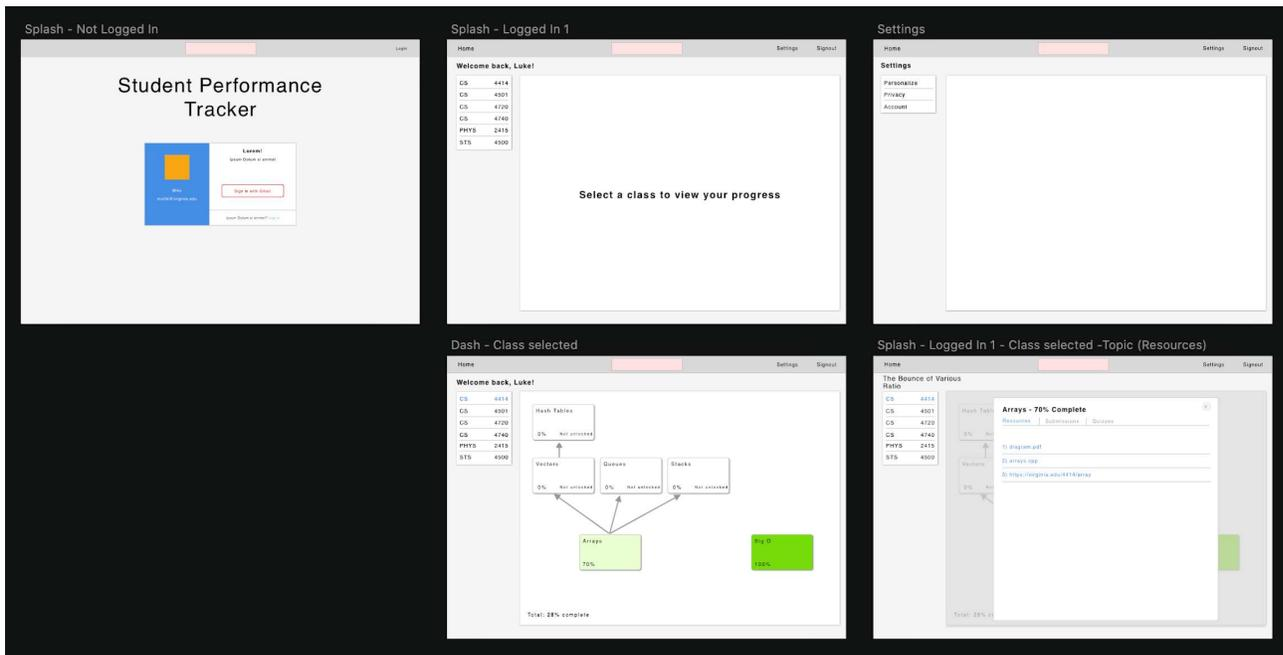 Splash - Not Logged In
Login
Student Performance
Tracker
Lorem!
Sign in with Gmail
Splash - Logged In 1
Home Settings Signout
Welcome back, Luke!
CS 4414
CS 4501
CS 4720
CS 4740
PHYS 2415
STS 4500
Select a class to view your progress
Settings
Home Settings Signout
Settings
Personalize
Privacy
Account
Dash - Class selected
Home Settings Signout
Welcome back, Luke!
CS 4414
CS 4501
CS 4720
CS 4740
PHYS 2415
STS 4500
Hash Tables
0% Not unlocked
Vectors
0% Not unlocked
Queues
0% Not unlocked
Stacks
0% Not unlocked
Arrays
70%
Big O
100%
Total: 28% complete
Splash - Logged In 1 - Class selected -Topic (Resources)
Home Settings Signout
The Bounce of Various
Ratio
CS 4414
CS 4501
CS 4720
CS 4740
PHYS 2415
STS 4500
Vectors
0%
Total: 28%
Arrays - 70% Complete
Resources Submissions Quizzes
1) diagram.pdf
2) arrays.cpp
3) https://virginia.edu/4414/array